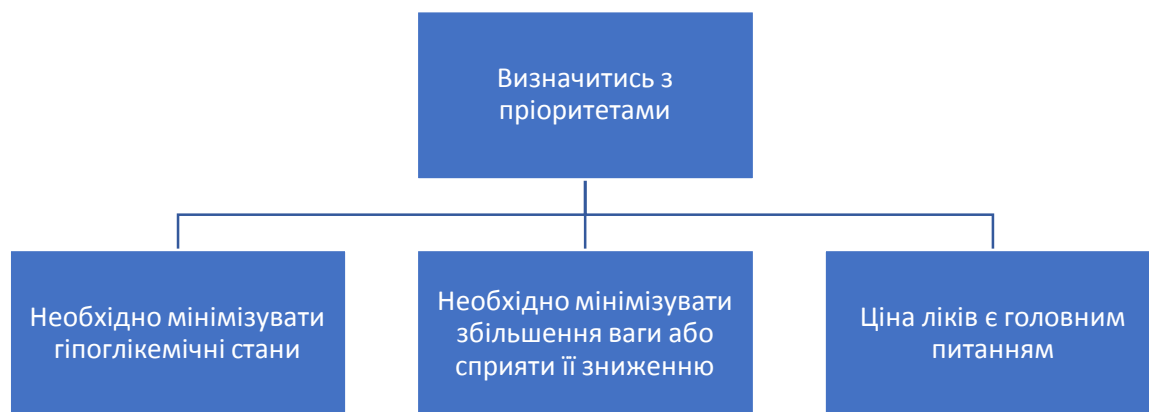 Визначитись з
пріоритетами
Необхідно мінімізувати
гіпоглікемічні стани
Необхідно мінімізувати
збільшення ваги або
сприяти її зниженню
Ціна ліків є головним
питанням